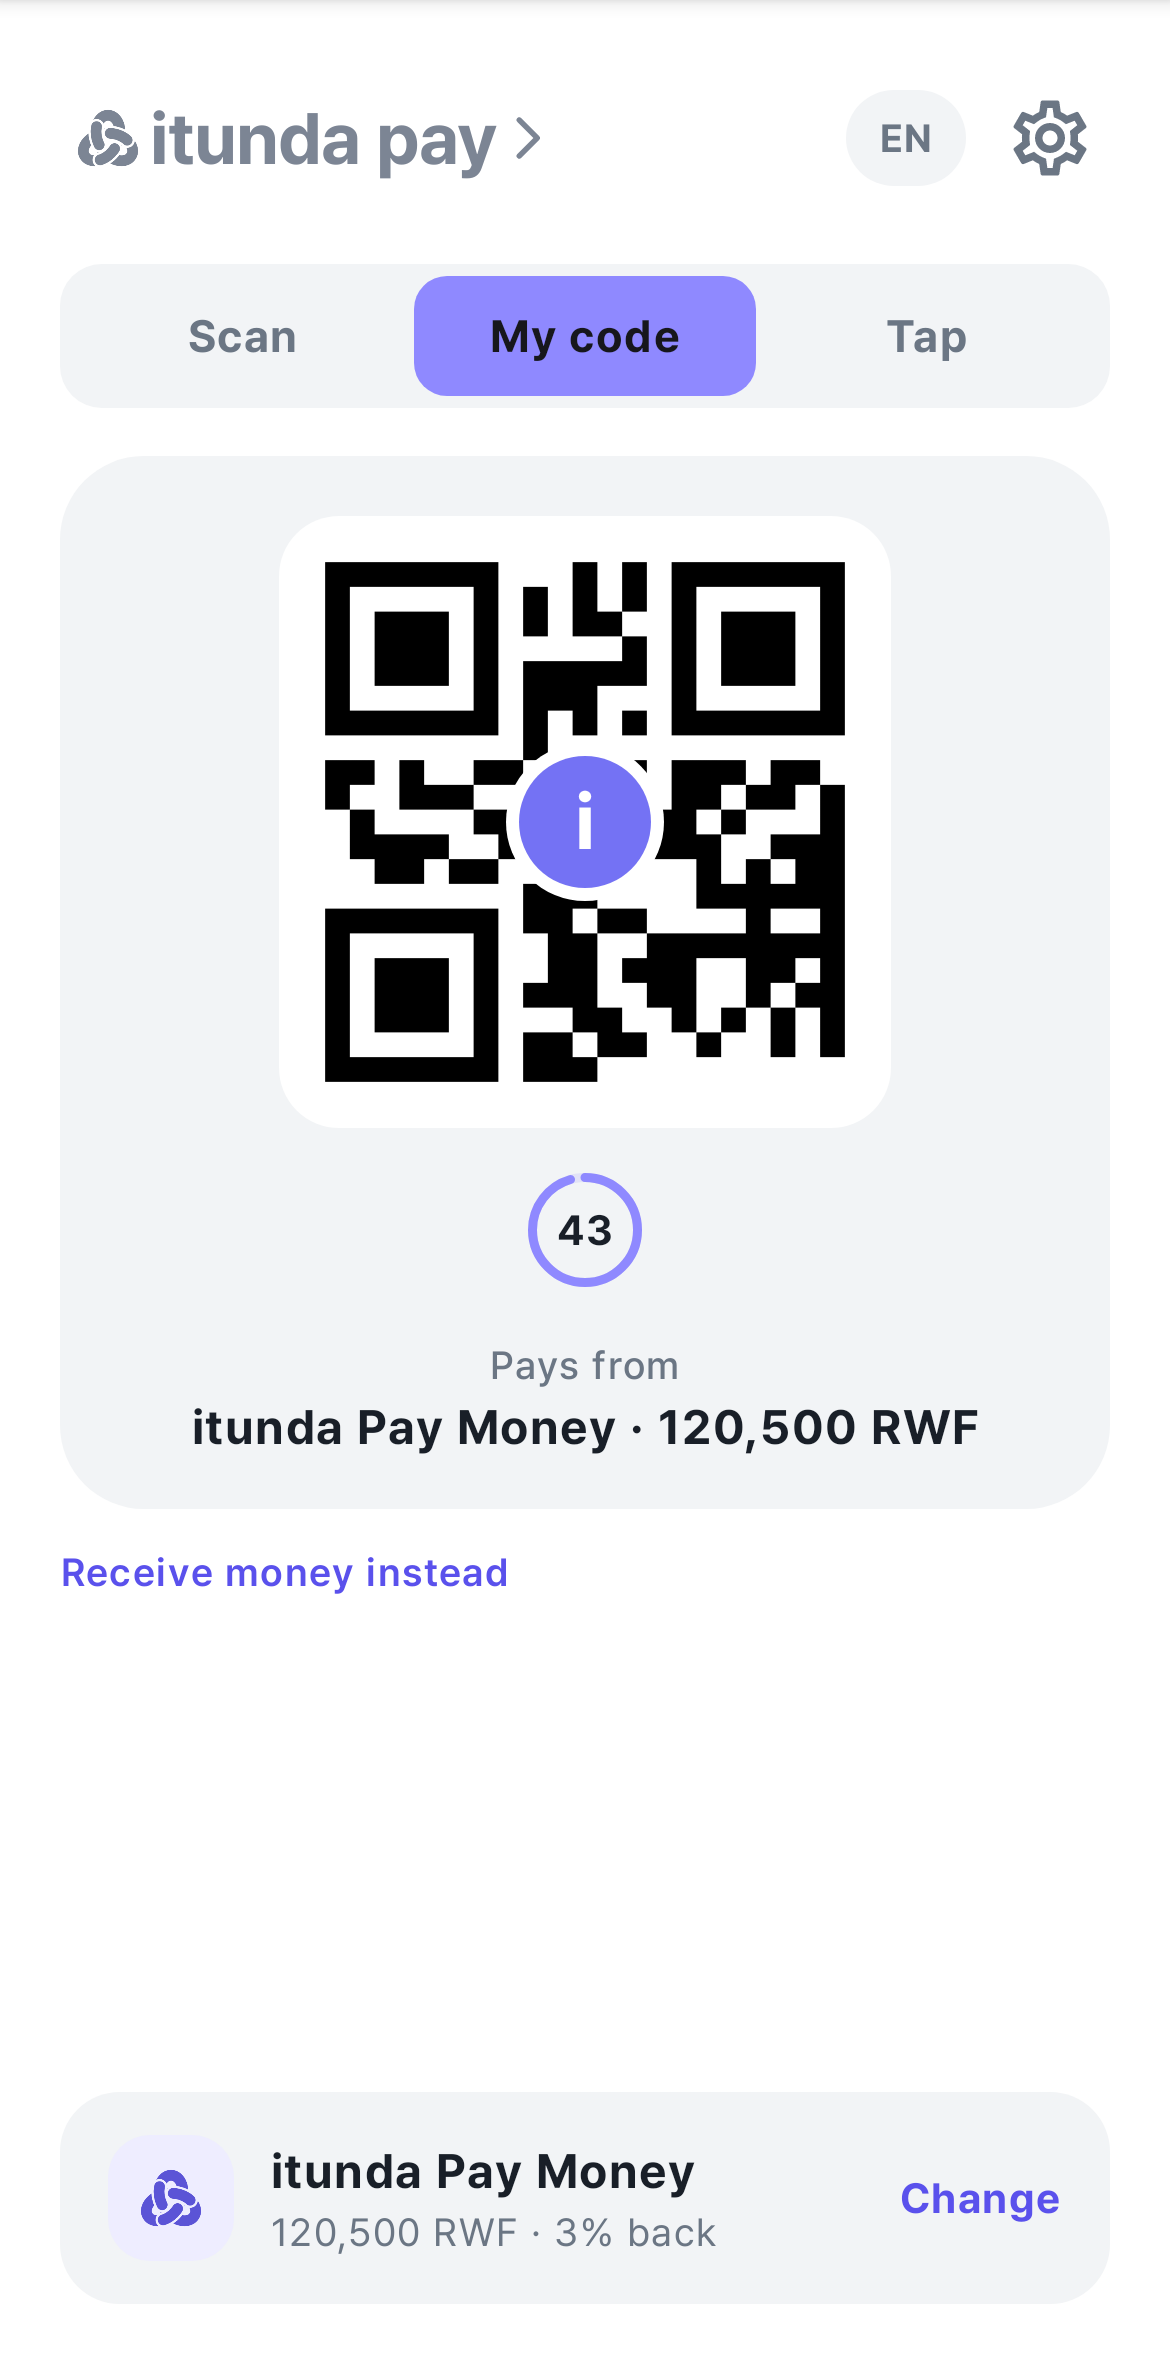 itunda pay
EN
Scan
My code
Tap
i
43
Pays from
itunda Pay Money · 120,500 RWF
Receive money instead
itunda Pay Money
120,500 RWF · 3% back
Change